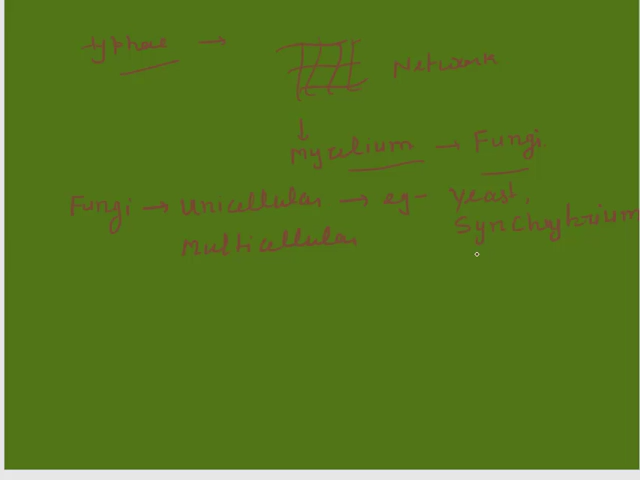 Hyphae → Network
↓
Mycelium → Fungi.
Fungi → Unicellular → eg- Yeast,
Synchytrium
Multicellular